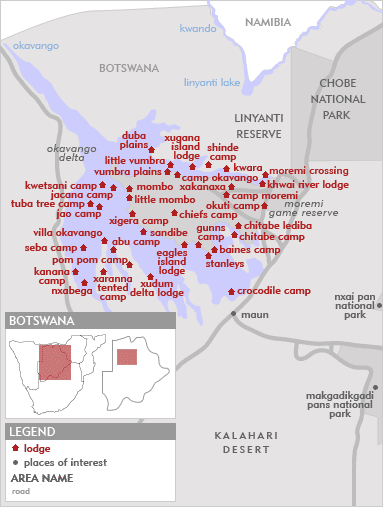 NAMIBIA
kwando
okavango
BOTSWANA
linyanti lake
CHOBE
NATIONAL
PARK
LINYANTI
RESERVE
okavango
delta
duba
plains
xugana
island
lodge
shinde
camp
little vumbra
vumbra plains
kwara
moremi crossing
camp okavango
kwetsani camp
mombo
xakanaxa
khwai river lodge
jacana camp
little mombo
camp moremi
tuba tree camp
okuti camp
moremi
game reserve
jao camp
chiefs camp
xigera camp
villa okavango
sandibe
gunns
camp
chitabe lediba
chitabe camp
seba camp
abu camp
baines camp
pom pom camp
eagles
island
lodge
stanleys
kanana
camp
xaranna
tented
camp
nxabega
xudum
delta lodge
crocodile camp
nxai pan
national
park
maun
BOTSWANA
makgadikgadi
pans national
park
LEGEND
lodge
places of interest
AREA NAME
road
KALAHARI
DESERT